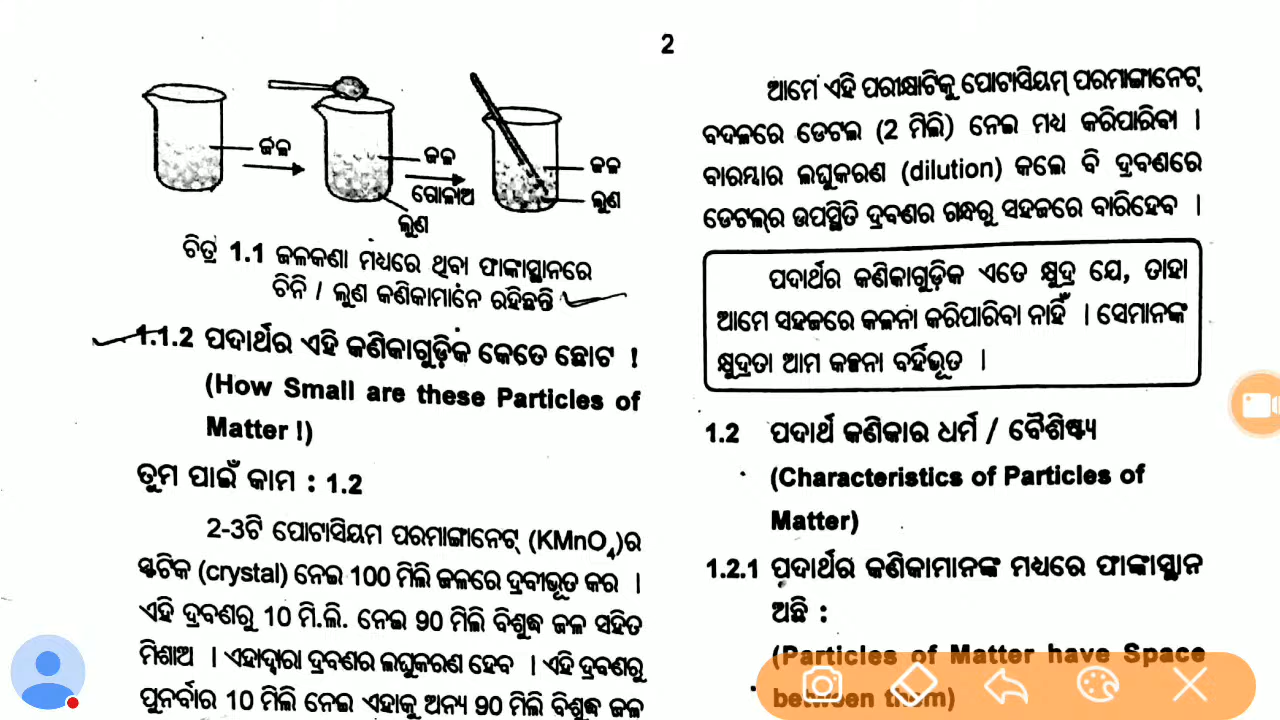 2
ଜଳ
ଜଳ
ଗୋଳାଅ
ଲୁଣ
ଜଳ
ଲୁଣ
ଚିତ୍ର 1.1 ଜଳକଣା ମଧ୍ୟରେ ଥିବା ଫାଙ୍କାସ୍ଥାନରେ
ଚିନି / ଲୁଣ କଣିକାମାନେ ରହିଛନ୍ତି
1.1.2 ପଦାର୍ଥର ଏହି କଣିକାଗୁଡ଼ିକ କେତେ ଛୋଟ !
(How Small are these Particles of
Matter !)
ତୁମ ପାଇଁ କାମ : 1.2
2-3ଟି ପୋଟାସିୟମ ପରମାଙ୍ଗାନେଟ୍ (KMnO₄)ର
ସ୍ଫଟିକ (crystal) ନେଇ 100 ମିଲି ଜଳରେ ଦ୍ରବୀଭୂତ କର ।
ଏହି ଦ୍ରବଣରୁ 10 ମି.ଲି. ନେଇ 90 ମିଲି ବିଶୁଦ୍ଧ ଜଳ ସହିତ
ମିଶାଅ । ଏହାଦ୍ୱାରା ଦ୍ରବଣର ଲଘୁକରଣ ହେବ । ଏହି ଦ୍ରବଣରୁ
ପୁନର୍ବାର 10 ମିଲି ନେଇ ଏହାକୁ ଅନ୍ୟ 90 ମିଲି ବିଶୁଦ୍ଧ ଜଳ
ଆମେ ଏହି ପରୀକ୍ଷାଟିକୁ ପୋଟାସିୟମ୍ ପରମାଙ୍ଗାନେଟ୍
ବଦଳରେ ଡେଟଲ (2 ମିଲି) ନେଇ ମଧ୍ୟ କରିପାରିବା ।
ବାରମ୍ବାର ଲଘୁକରଣ (dilution) କଲେ ବି ଦ୍ରବଣରେ
ଡେଟଲ୍‌ର ଉପସ୍ଥିତି ଦ୍ରବଣର ଗନ୍ଧରୁ ସହଜରେ ବାରିହେବ ।
ପଦାର୍ଥର କଣିକାଗୁଡ଼ିକ ଏତେ କ୍ଷୁଦ୍ର ଯେ, ତାହା
ଆମେ ସହଜରେ କଳନା କରିପାରିବା ନାହିଁ । ସେମାନଙ୍କ
କ୍ଷୁଦ୍ରତା ଆମ କଳ୍ପନା ବର୍ହିଭୂତ ।
1.2 ପଦାର୍ଥ କଣିକାର ଧର୍ମ / ବୈଶିଷ୍ଟ୍ୟ
(Characteristics of Particles of
Matter)
1.2.1 ପଦାର୍ଥର କଣିକାମାନଙ୍କ ମଧ୍ୟରେ ଫାଙ୍କାସ୍ଥାନ
ଅଛି :
(Particles of Matter have Space
between them)